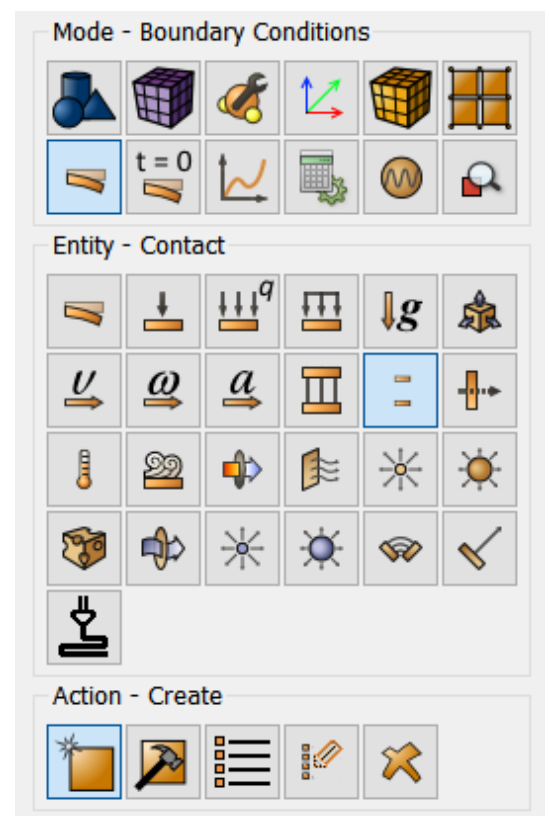 Mode - Boundary Conditions
t = 0
Entity - Contact
q
g
υ ω a
Action - Create